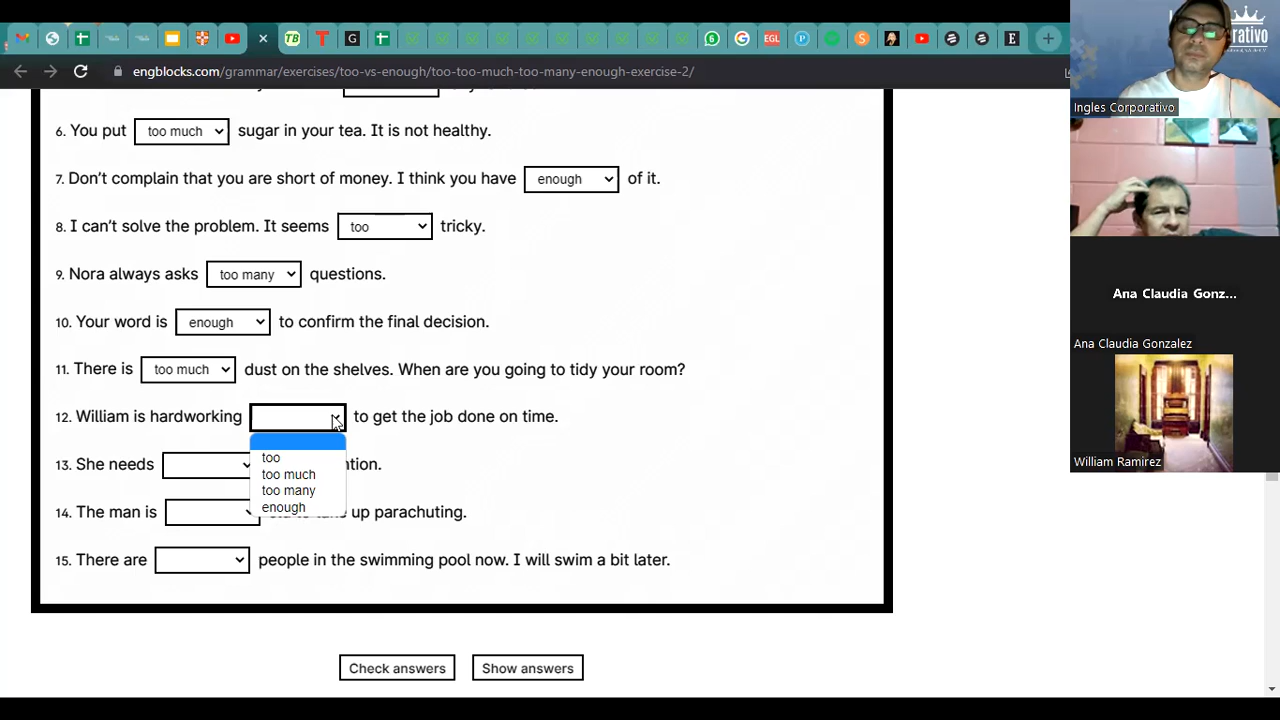 engblocks.com/grammar/exercises/too-vs-enough/too-too-much-too-many-enough-exercise-2/
rativo
Ingles Corporativo
6. You put too much sugar in your tea. It is not healthy.
7. Don't complain that you are short of money. I think you have enough of it.
8. I can't solve the problem. It seems too tricky.
9. Nora always asks too many questions.
10. Your word is enough to confirm the final decision.
11. There is too much dust on the shelves. When are you going to tidy your room?
12. William is hardworking to get the job done on time.
too
too much
too many
enough
13. She needs ntion.
14. The man is up parachuting.
15. There are people in the swimming pool now. I will swim a bit later.
Check answers Show answers
Ana Claudia Gonz...
Ana Claudia Gonzalez
William Ramirez